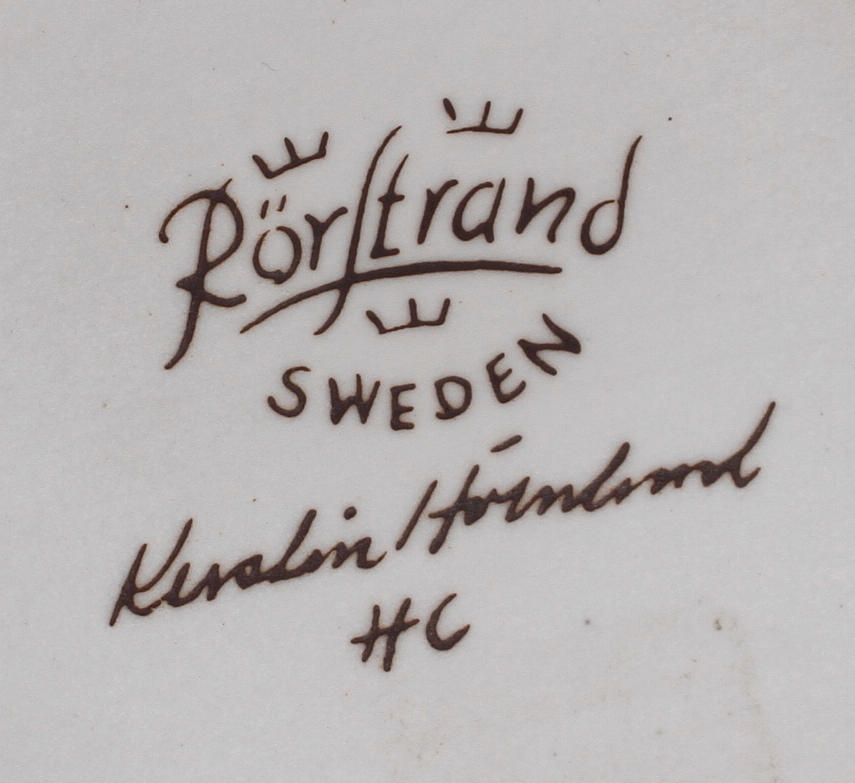 Rörstrand
SWEDEN
Kerstin Hörnlund
HC